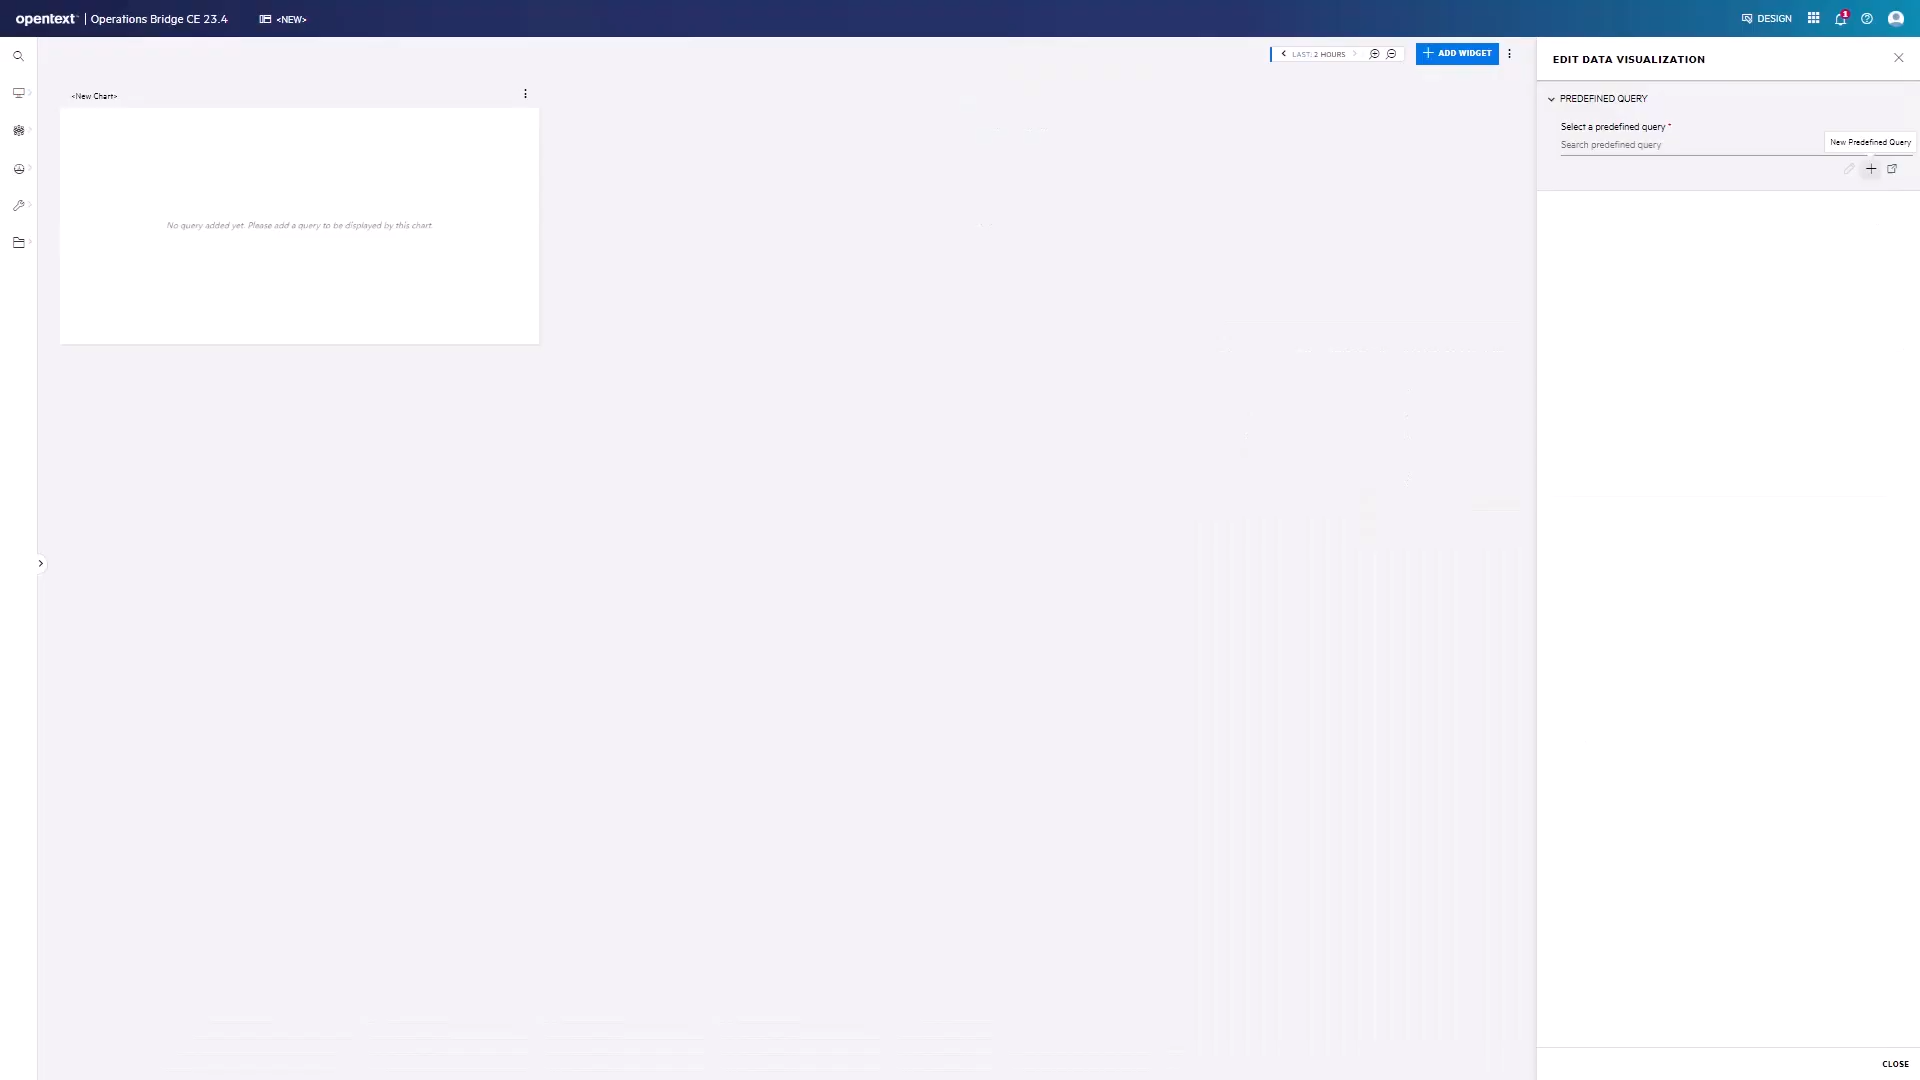 opentext™ | Operations Bridge CE 23.4
<NEW>
DESIGN
1
LAST: 2 HOURS
ADD WIDGET
EDIT DATA VISUALIZATION
<New Chart>
No query added yet. Please add a query to be displayed by this chart
PREDEFINED QUERY
Select a predefined query *
Search predefined query
New Predefined Query
CLOSE